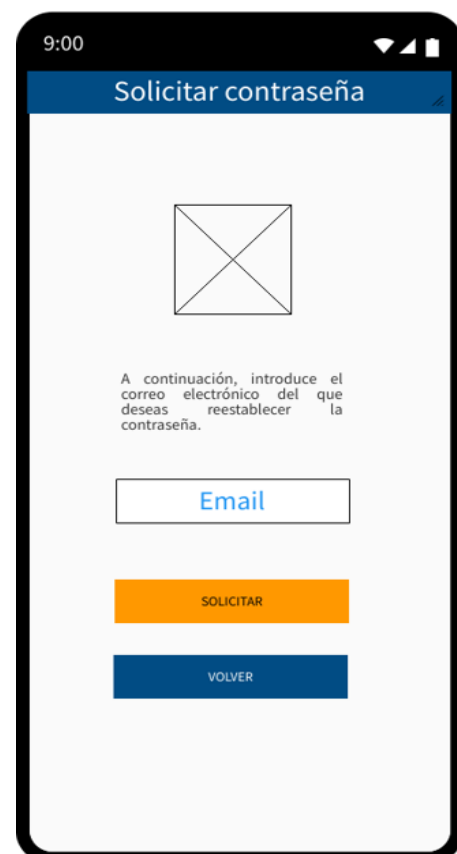 9:00
Solicitar contraseña
A continuación, introduce el
correo electrónico del que
deseas reestablecer la
contraseña.
Email
SOLICITAR
VOLVER